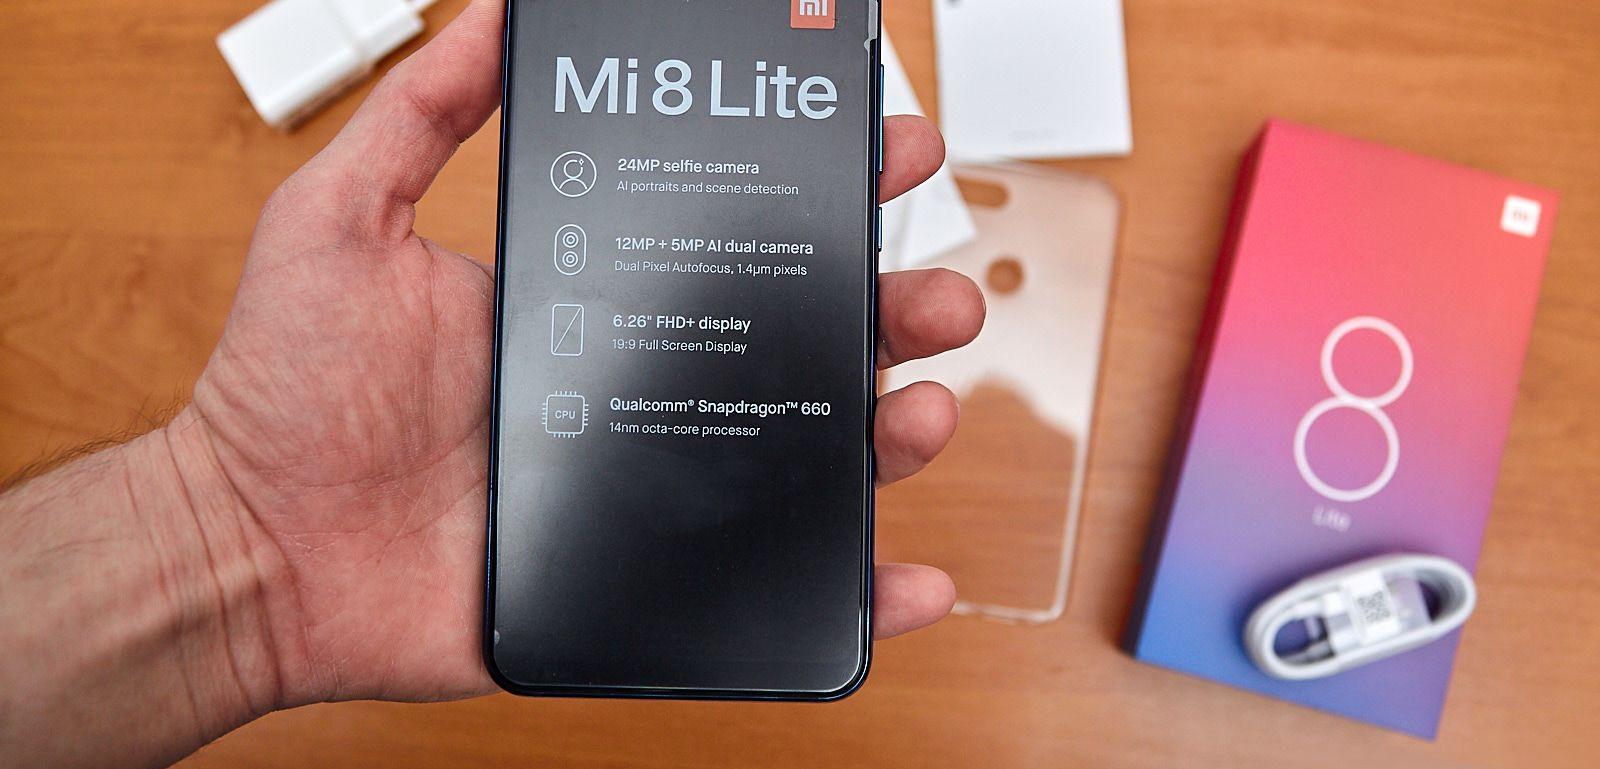 mi
Mi 8 Lite
24MP selfie camera
AI portraits and scene detection
12MP + 5MP AI dual camera
Dual Pixel Autofocus, 1.4μm pixels
6.26" FHD+ display
19:9 Full Screen Display
CPU
Qualcomm® Snapdragon™ 660
14nm octa-core processor
mi
8
Lite